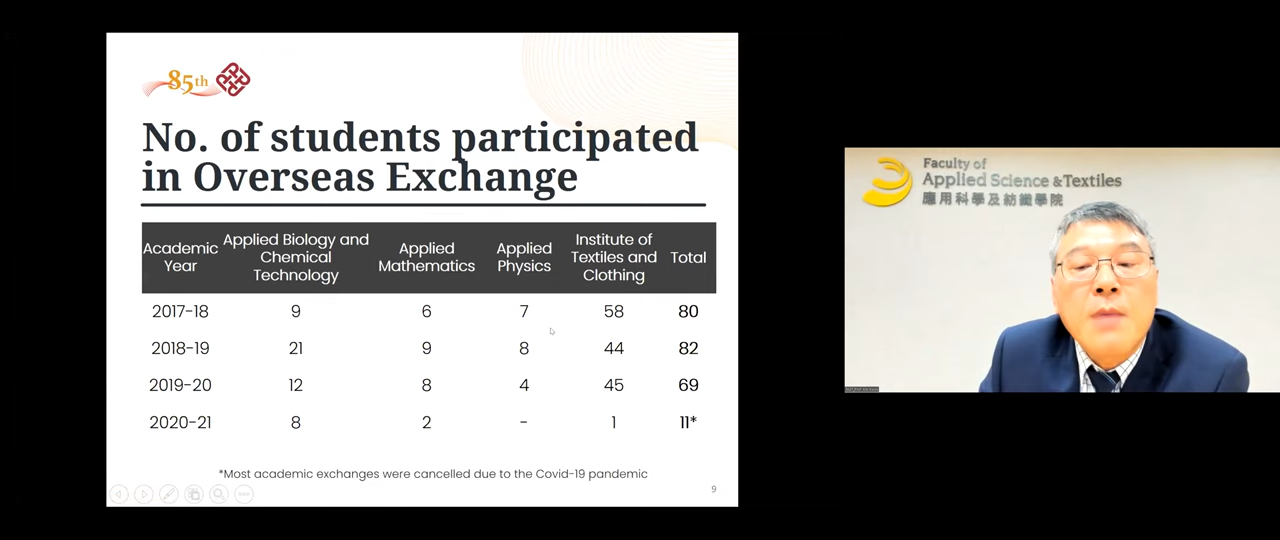 85th
No. of students participated
in Overseas Exchange
Academic Year Applied Biology and Chemical Technology Applied Mathematics Applied Physics Institute of Textiles and Clothing Total
2017-18 9 6 7 58 80
2018-19 21 9 8 44 82
2019-20 12 8 4 45 69
2020-21 8 2 - 1 11*
*Most academic exchanges were cancelled due to the Covid-19 pandemic
9
Faculty of
Applied Science & Textiles
應用科學及紡織學院